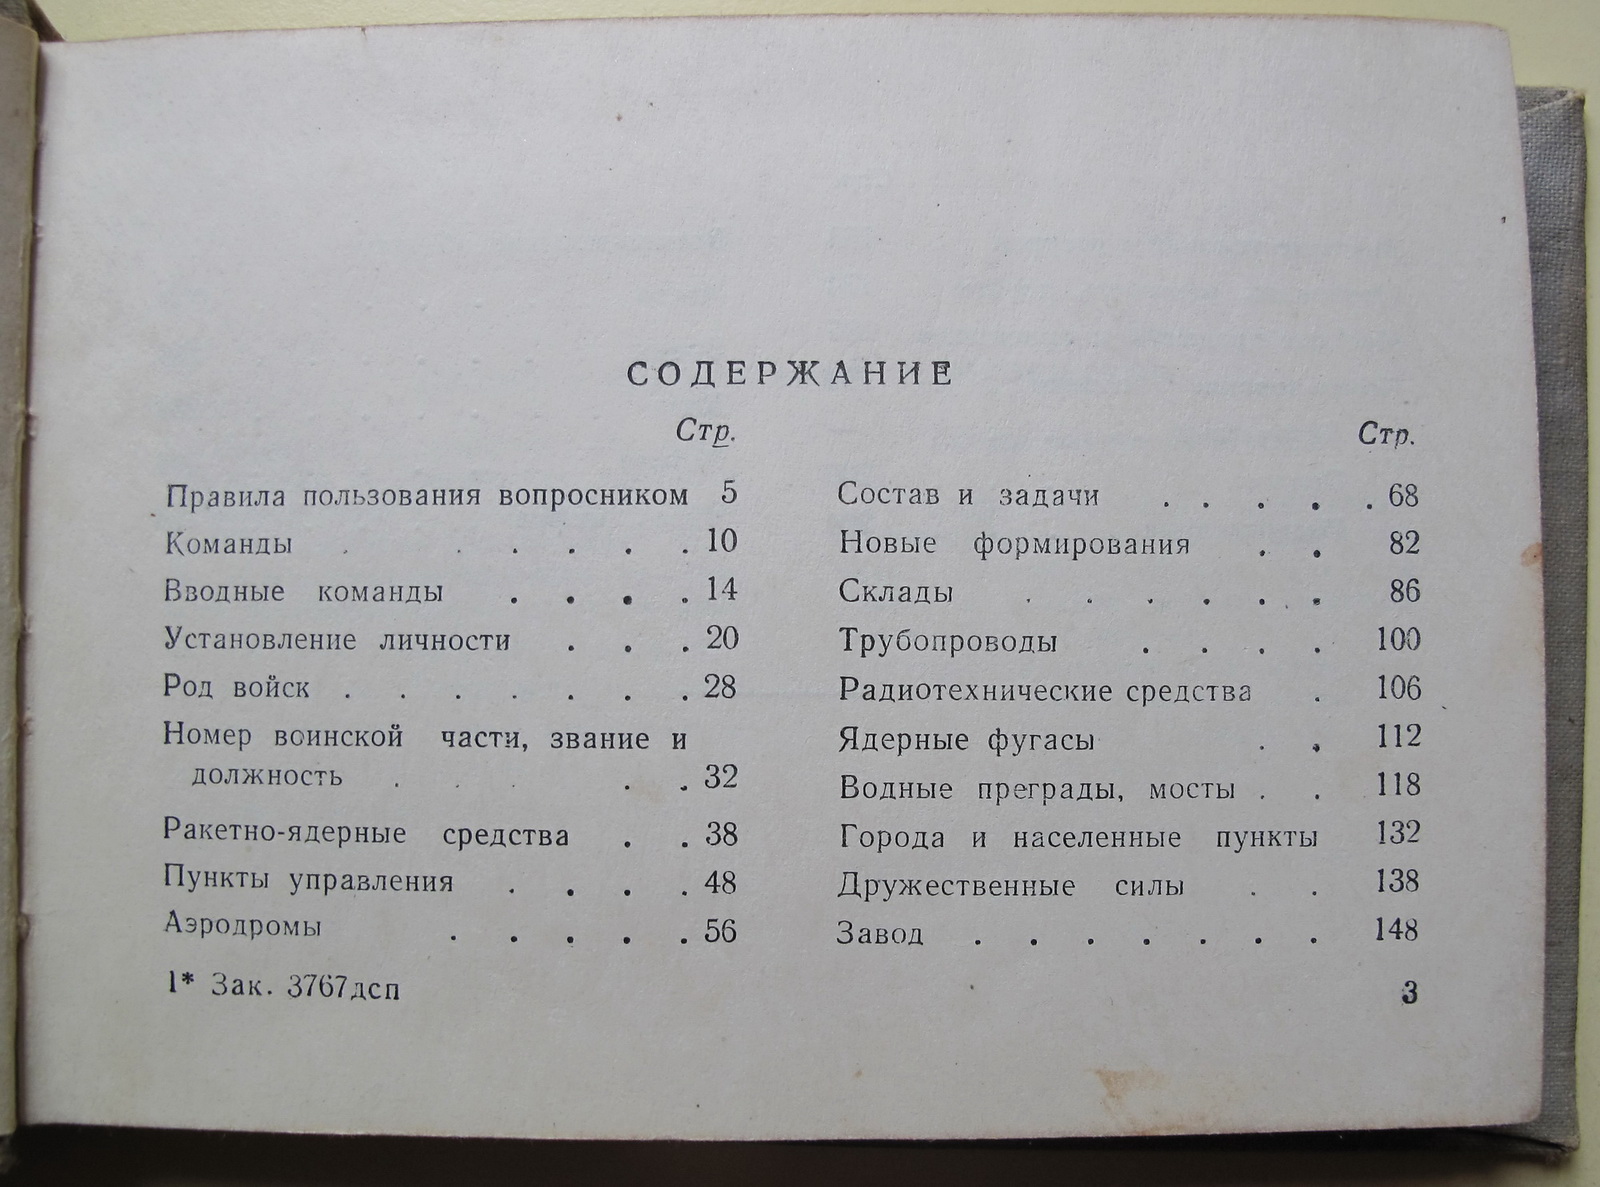 СОДЕРЖАНИЕ
Стр.
Правила пользования вопросником 5
Команды . . . . . . 10
Вводные команды . . . . 14
Установление личности . . . 20
Род войск . . . . . . . 28
Номер воинской части, звание и
должность . . . . . 32
Ракетно-ядерные средства . . 38
Пункты управления . . . . 48
Аэродромы . . . . . 56
1* Зак. 3767дсп
Стр.
Состав и задачи . . . . . 68
Новые формирования . . 82
Склады . . . . . . 86
Трубопроводы . . . . 100
Радиотехнические средства . 106
Ядерные фугасы . . 112
Водные преграды, мосты . . 118
Города и населенные пункты 132
Дружественные силы . . 138
Завод . . . . . . . 148
3